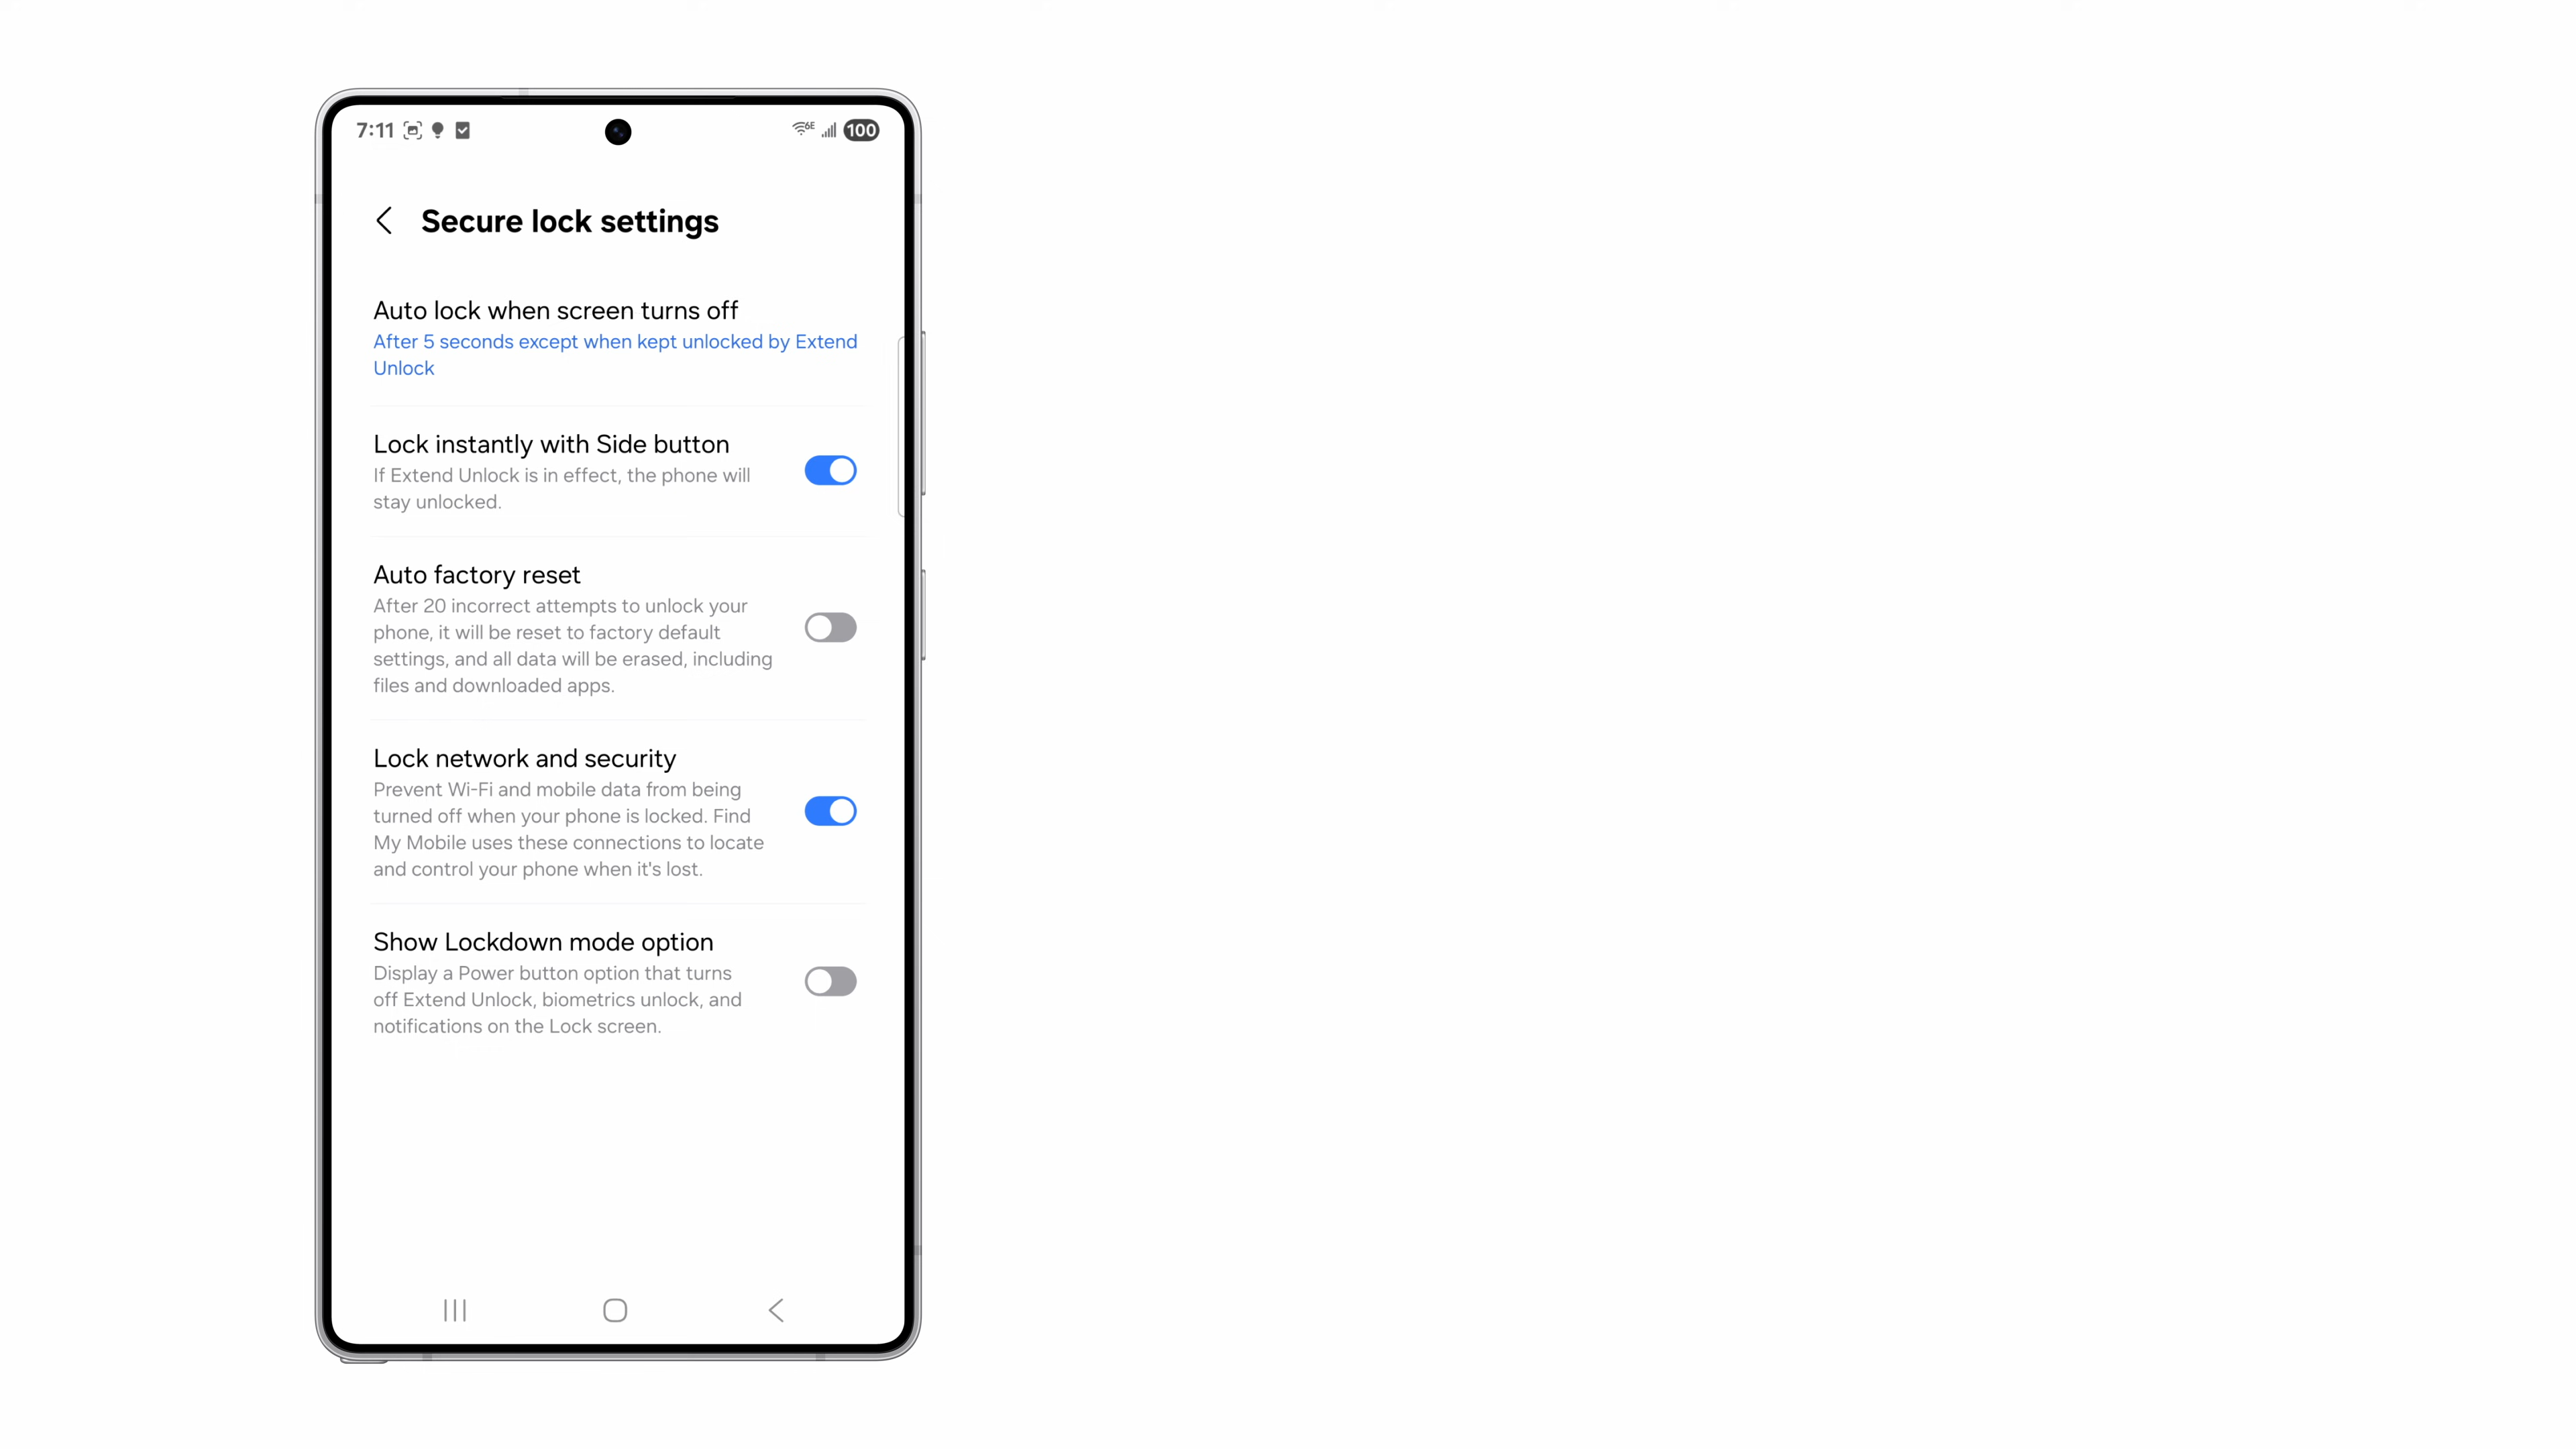 7:11
6E
100
Secure lock settings
Auto lock when screen turns off
After 5 seconds except when kept unlocked by Extend
Unlock
Lock instantly with Side button
If Extend Unlock is in effect, the phone will
stay unlocked.
Auto factory reset
After 20 incorrect attempts to unlock your
phone, it will be reset to factory default
settings, and all data will be erased, including
files and downloaded apps.
Lock network and security
Prevent Wi-Fi and mobile data from being
turned off when your phone is locked. Find
My Mobile uses these connections to locate
and control your phone when it's lost.
Show Lockdown mode option
Display a Power button option that turns
off Extend Unlock, biometrics unlock, and
notifications on the Lock screen.